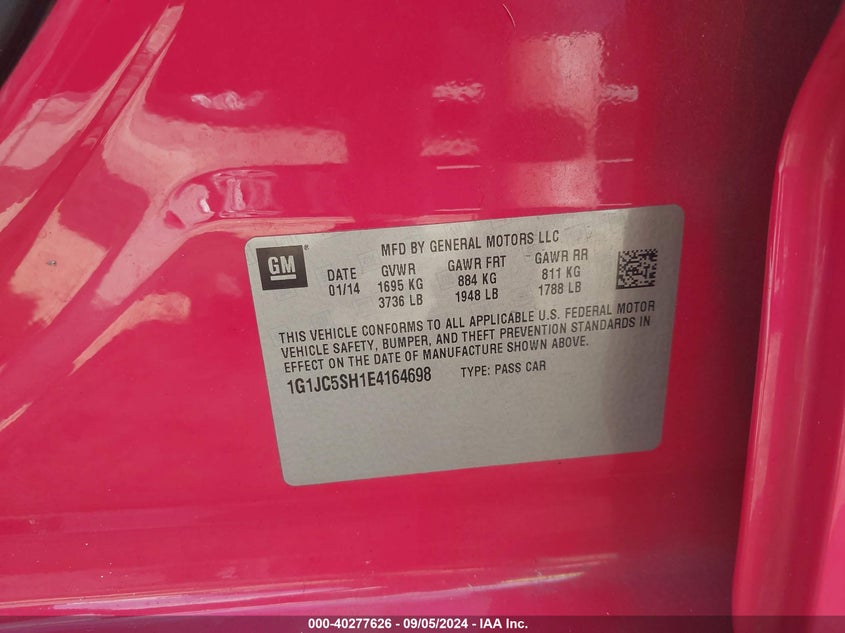 GM®
MFD BY GENERAL MOTORS LLC
DATE GVWR GAWR FRT GAWR RR
01/14 1695 KG 884 KG 811 KG
3736 LB 1948 LB 1788 LB
THIS VEHICLE CONFORMS TO ALL APPLICABLE U.S. FEDERAL MOTOR
VEHICLE SAFETY, BUMPER, AND THEFT PREVENTION STANDARDS IN
EFFECT ON THE DATE OF MANUFACTURE SHOWN ABOVE.
1G1JC5SH1E4164698 TYPE: PASS CAR
000-40277626 - 09/05/2024 - IAA Inc.